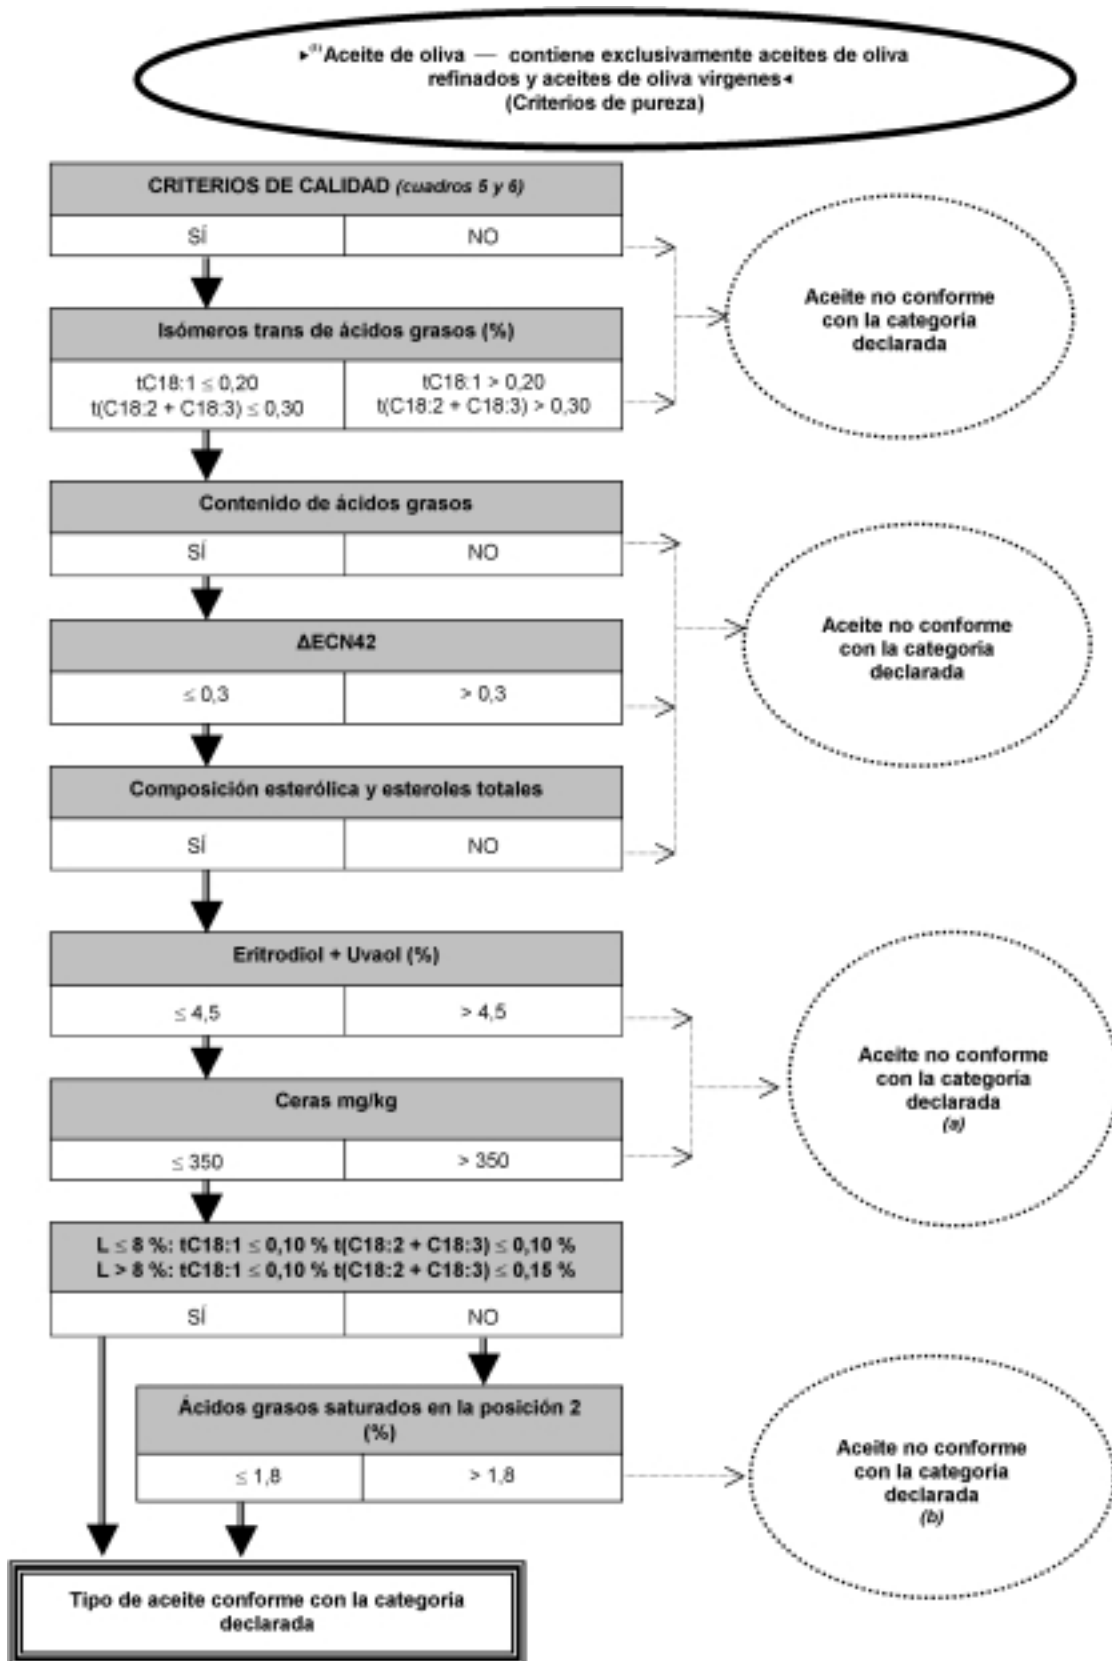 ►⁽¹⁾ Aceite de oliva — contiene exclusivamente aceites de oliva
refinados y aceites de oliva vírgenes◄
(Criterios de pureza)
CRITERIOS DE CALIDAD (cuadros 5 y 6)
SÍ NO
Aceite no conforme
con la categoría
declarada
Isómeros trans de ácidos grasos (%)
tC18:1 ≤ 0,20 tC18:1 > 0,20
t(C18:2 + C18:3) ≤ 0,30 t(C18:2 + C18:3) > 0,30
Contenido de ácidos grasos
SÍ NO
Aceite no conforme
con la categoría
declarada
ΔECN42
≤ 0,3 > 0,3
Composición esterólica y esteroles totales
SÍ NO
Eritrodiol + Uvaol (%)
≤ 4,5 > 4,5
Aceite no conforme
con la categoría
declarada
(a)
Ceras mg/kg
≤ 350 > 350
L ≤ 8 %: tC18:1 ≤ 0,10 % t(C18:2 + C18:3) ≤ 0,10 %
L > 8 %: tC18:1 ≤ 0,10 % t(C18:2 + C18:3) ≤ 0,15 %
SÍ NO
Ácidos grasos saturados en la posición 2
(%)
≤ 1,8 > 1,8
Aceite no conforme
con la categoría
declarada
(b)
Tipo de aceite conforme con la categoría
declarada